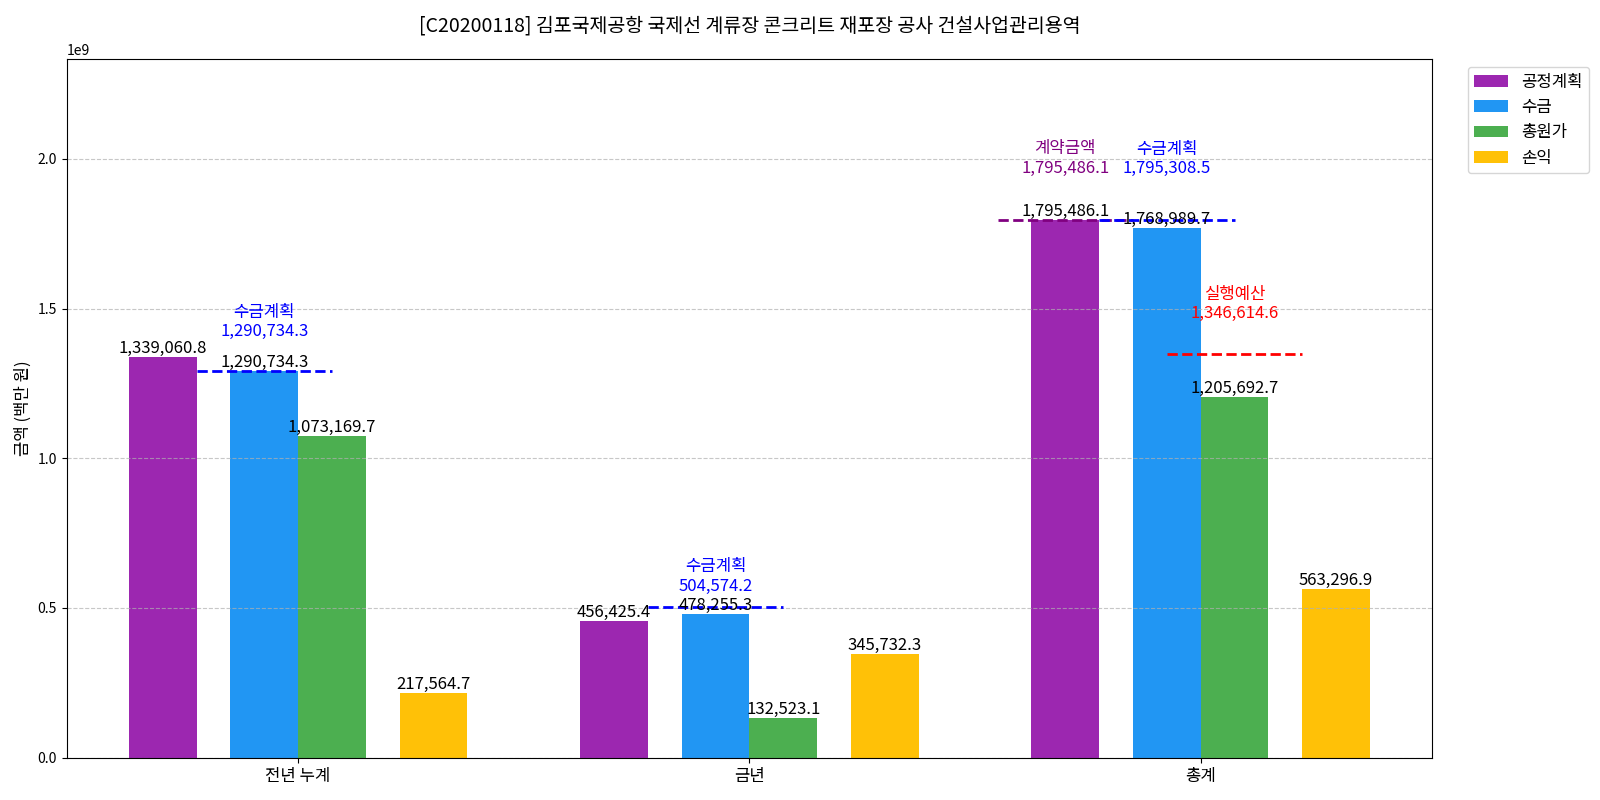 [C20200118] 김포국제공항 국제선 계류장 콘크리트 재포장 공사 건설사업관리용역
1e9
공정계획
수금
총원가
손익
금액 (백만 원)
2.0
1.5
1.0
0.5
0.0
계약금액
1,795,486.1
수금계획
1,795,308.5
1,795,486.1
1,768,989.7
실행예산
1,346,614.6
1,205,692.7
563,296.9
수금계획
1,290,734.3
1,339,060.8
1,290,734.3
1,073,169.7
217,564.7
수금계획
504,574.2
456,425.4
478,255.3
132,523.1
345,732.3
전년 누계
금년
총계